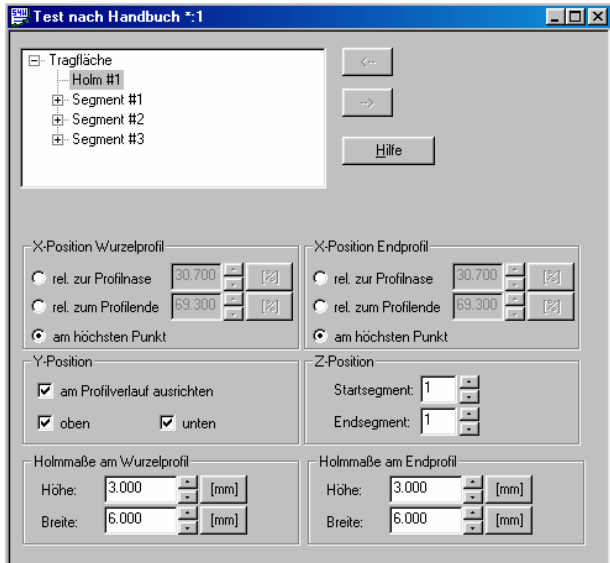 Test nach Handbuch *:1
Tragfläche
Holm #1
Segment #1
Segment #2
Segment #3
<--
-->
Hilfe
X-Position Wurzelprofil
rel. zur Profilnase 30.700 [%]
rel. zum Profilende 69.300 [%]
am höchsten Punkt
X-Position Endprofil
rel. zur Profilnase 30.700 [%]
rel. zum Profilende 69.300 [%]
am höchsten Punkt
Y-Position
am Profilverlauf ausrichten
oben unten
Z-Position
Startsegment: 1
Endsegment: 1
Holmmaße am Wurzelprofil
Höhe: 3.000 [mm]
Breite: 6.000 [mm]
Holmmaße am Endprofil
Höhe: 3.000 [mm]
Breite: 6.000 [mm]